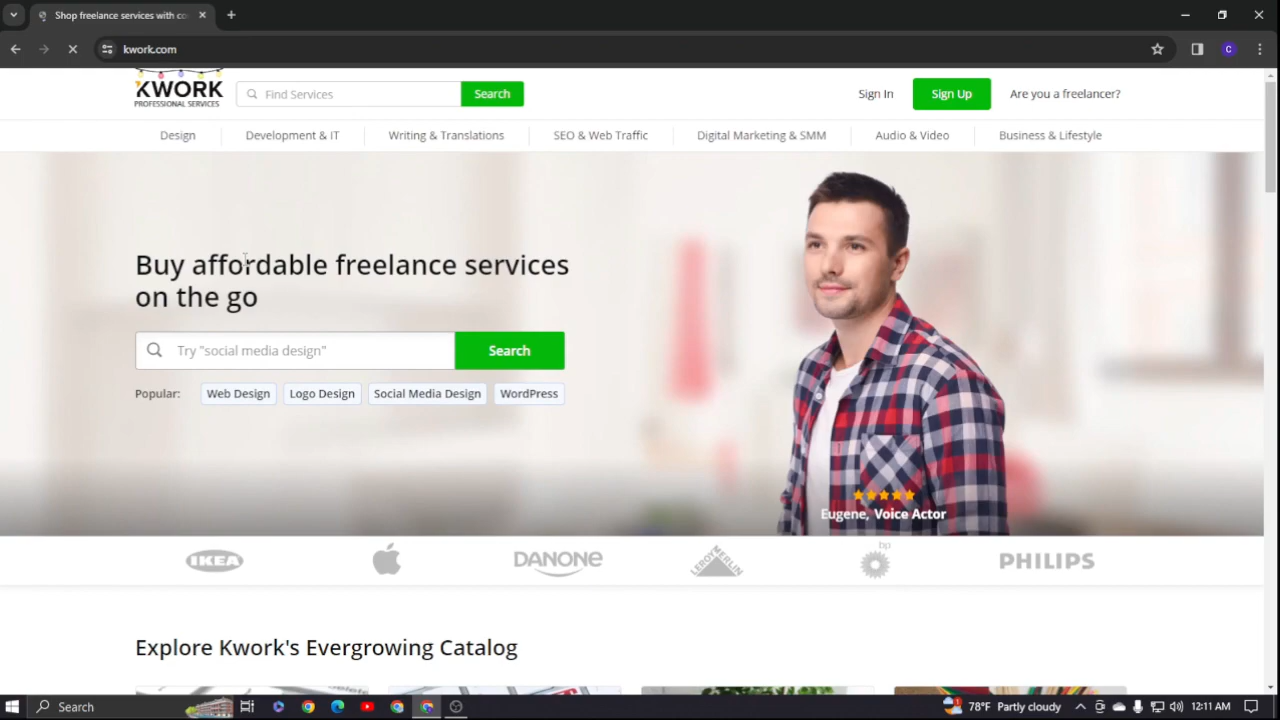 Shop freelance services with co
kwork.com
C
KWORK
PROFESSIONAL SERVICES
Find Services
Search
Sign In
Sign Up
Are you a freelancer?
Design
Development & IT
Writing & Translations
SEO & Web Traffic
Digital Marketing & SMM
Audio & Video
Business & Lifestyle
Buy affordable freelance services
on the go
Try "social media design"
Search
Popular:
Web Design
Logo Design
Social Media Design
WordPress
Eugene, Voice Actor
IKEA
DANONE
LEROY MERLIN
bp
PHILIPS
Explore Kwork's Evergrowing Catalog
Search
78°F Partly cloudy
12:11 AM